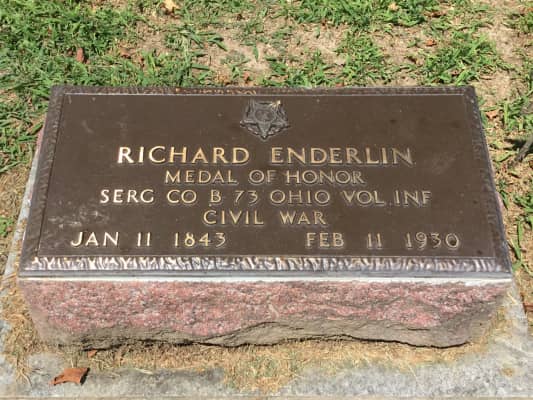 RICHARD ENDERLIN
MEDAL OF HONOR
SERG CO B 73 OHIO VOL INF
CIVIL WAR
JAN 11 1843 FEB 11 1930